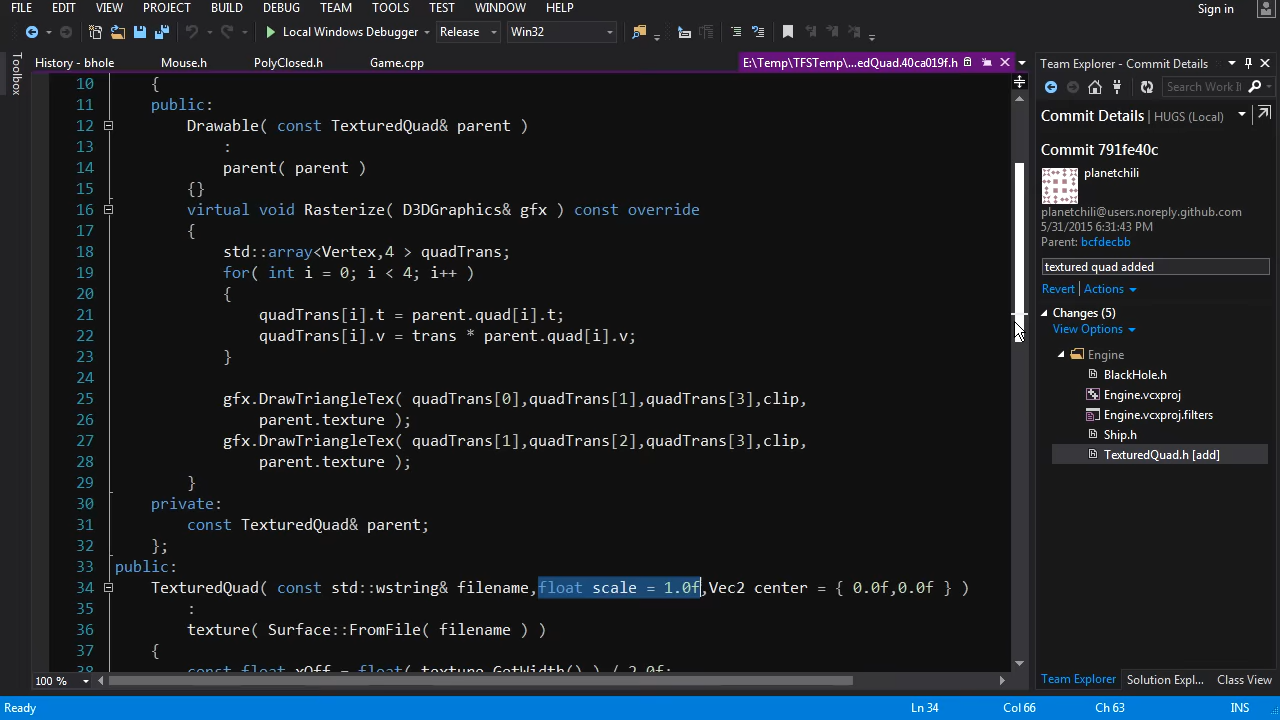 FILE EDIT VIEW PROJECT BUILD DEBUG TEAM TOOLS TEST WINDOW HELP Sign in
Local Windows Debugger Release Win32
Toolbox
History - bhole Mouse.h PolyClosed.h Game.cpp E:\Temp\TFSTemp\...edQuad.40ca019f.h
10 {
11 public:
12 Drawable( const TexturedQuad& parent )
13 :
14 parent( parent )
15 {}
16 virtual void Rasterize( D3DGraphics& gfx ) const override
17 {
18 std::array<Vertex,4 > quadTrans;
19 for( int i = 0; i < 4; i++ )
20 {
21 quadTrans[i].t = parent.quad[i].t;
22 quadTrans[i].v = trans * parent.quad[i].v;
23 }
24
25 gfx.DrawTriangleTex( quadTrans[0],quadTrans[1],quadTrans[3],clip,
26 parent.texture );
27 gfx.DrawTriangleTex( quadTrans[1],quadTrans[2],quadTrans[3],clip,
28 parent.texture );
29 }
30 private:
31 const TexturedQuad& parent;
32 };
33 public:
34 TexturedQuad( const std::wstring& filename,float scale = 1.0f,Vec2 center = { 0.0f,0.0f } )
35 :
36 texture( Surface::FromFile( filename ) )
37 {
38 const float xOff = float( texture.GetWidth() ) / 2.0f;
100 %
Team Explorer - Commit Details
Search Work I
Commit Details | HUGS (Local)
Commit 791fe40c
planetchili
planetchili@users.noreply.github.com
5/31/2015 6:31:43 PM
Parent: bcfdecbb
textured quad added
Revert | Actions
Changes (5)
View Options
Engine
BlackHole.h
Engine.vcxproj
Engine.vcxproj.filters
Ship.h
TexturedQuad.h [add]
Team Explorer Solution Expl... Class View
Ready Ln 34 Col 66 Ch 63 INS